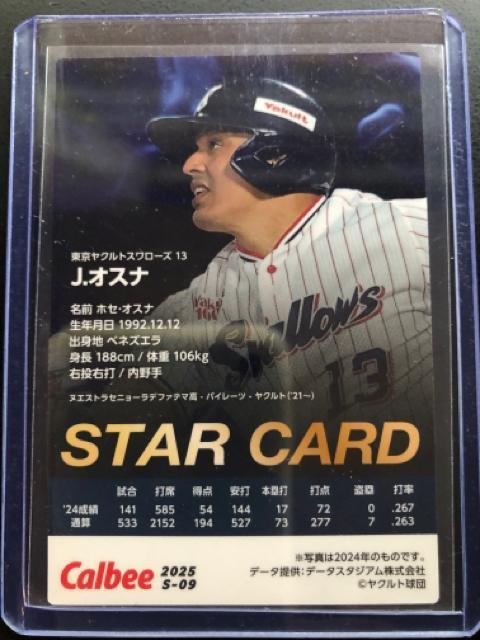 Yakult
東京ヤクルトスワローズ 13
J.オスナ
名前 ホセ・オスナ
生年月日 1992.12.12
出身地 ベネズエラ
身長 188cm / 体重 106kg
右投右打 / 内野手
ヌエストラセニョーラデファテマ高 - パイレーツ - ヤクルト('21〜)
Swallows
13
STAR CARD
試合 打席 得点 安打 本塁打 打点 盗塁 打率
'24成績 141 585 54 144 17 72 0 .267
通算 533 2152 194 527 73 277 7 .263
Calbee 2025
S-09
※写真は2024年のものです。
データ提供:データスタジアム株式会社
©ヤクルト球団